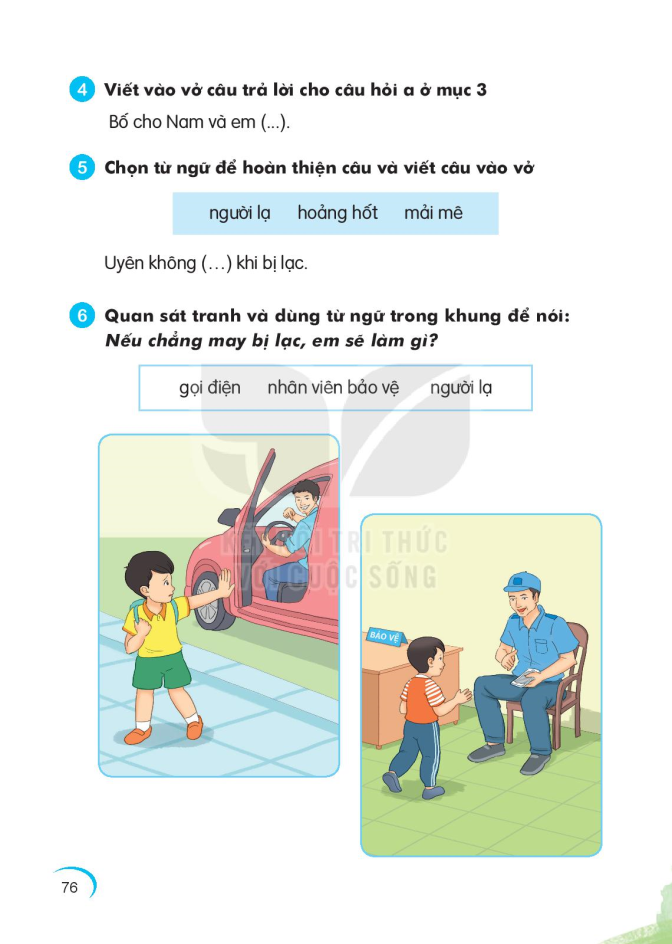 4 Viết vào vở câu trả lời cho câu hỏi a ở mục 3
Bố cho Nam và em (...).
5 Chọn từ ngữ để hoàn thiện câu và viết câu vào vở
người lạ hoảng hốt mải mê
Uyên không (...) khi bị lạc.
6 Quan sát tranh và dùng từ ngữ trong khung để nói:
Nếu chẳng may bị lạc, em sẽ làm gì?
gọi điện nhân viên bảo vệ người lạ
KẾT NỐI TRI THỨC
VỚI CUỘC SỐNG
BẢO VỆ
76